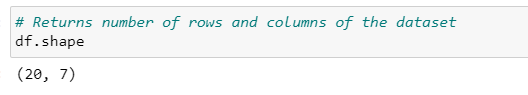 # Returns number of rows and columns of the dataset
df.shape
(20, 7)